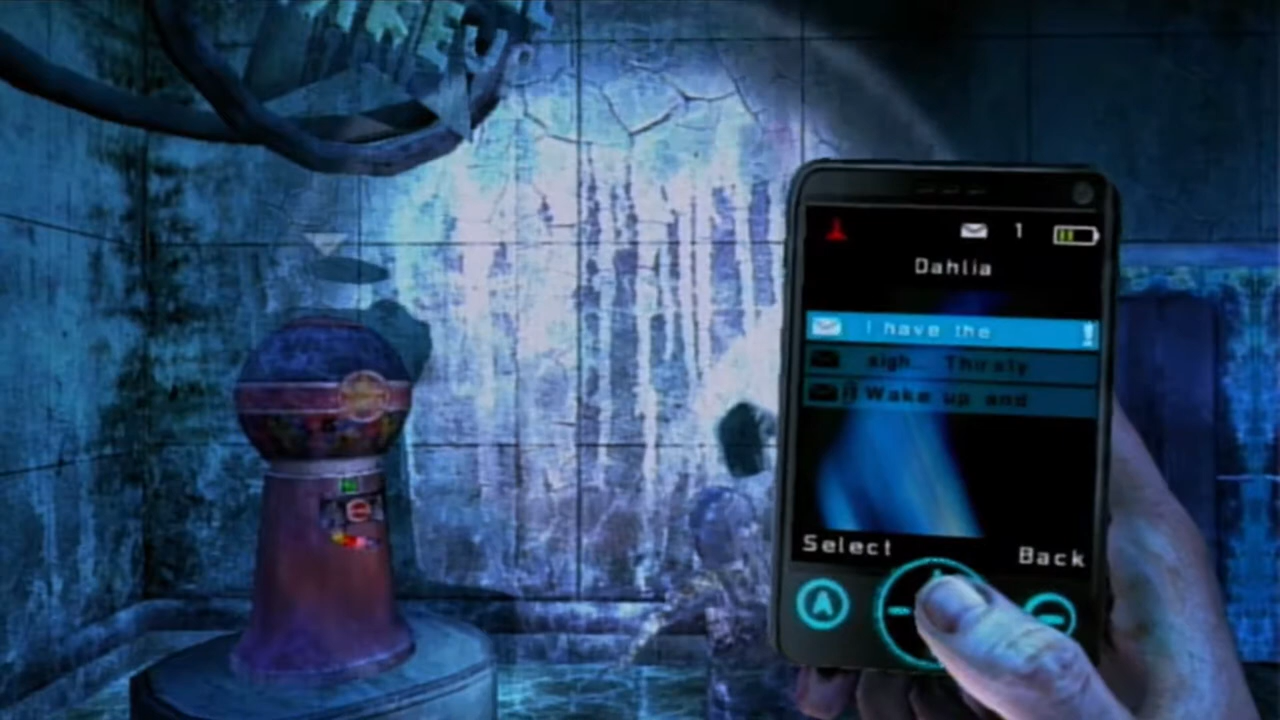 1
Dahlia
I have the
sigh... Thirsty
Wake up and
Select
Back
A